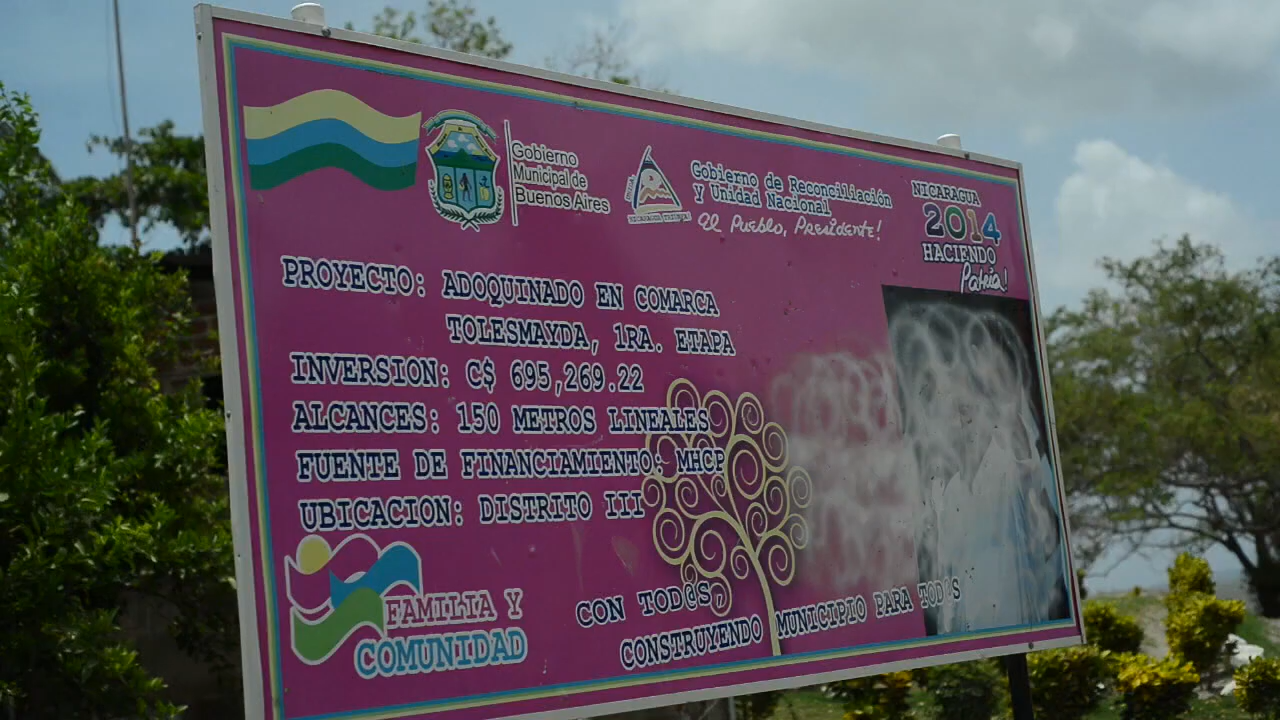 Gobierno
Municipal de
Buenos Aires
NICARAGUA
Gobierno de Reconciliación
y Unidad Nacional
El Pueblo, Presidente!
NICARAGUA
2014
HACIENDO
Patria!
PROYECTO: ADOQUINADO EN COMARCA
TOLESMAYDA, 1RA. ETAPA
INVERSION: C$ 695,269.22
ALCANCES: 150 METROS LINEALES
FUENTE DE FINANCIAMIENTO: MHCP
UBICACION: DISTRITO III
FAMILIA Y
COMUNIDAD
CON TOD@S
CONSTRUYENDO MUNICIPIO PARA TOD@S